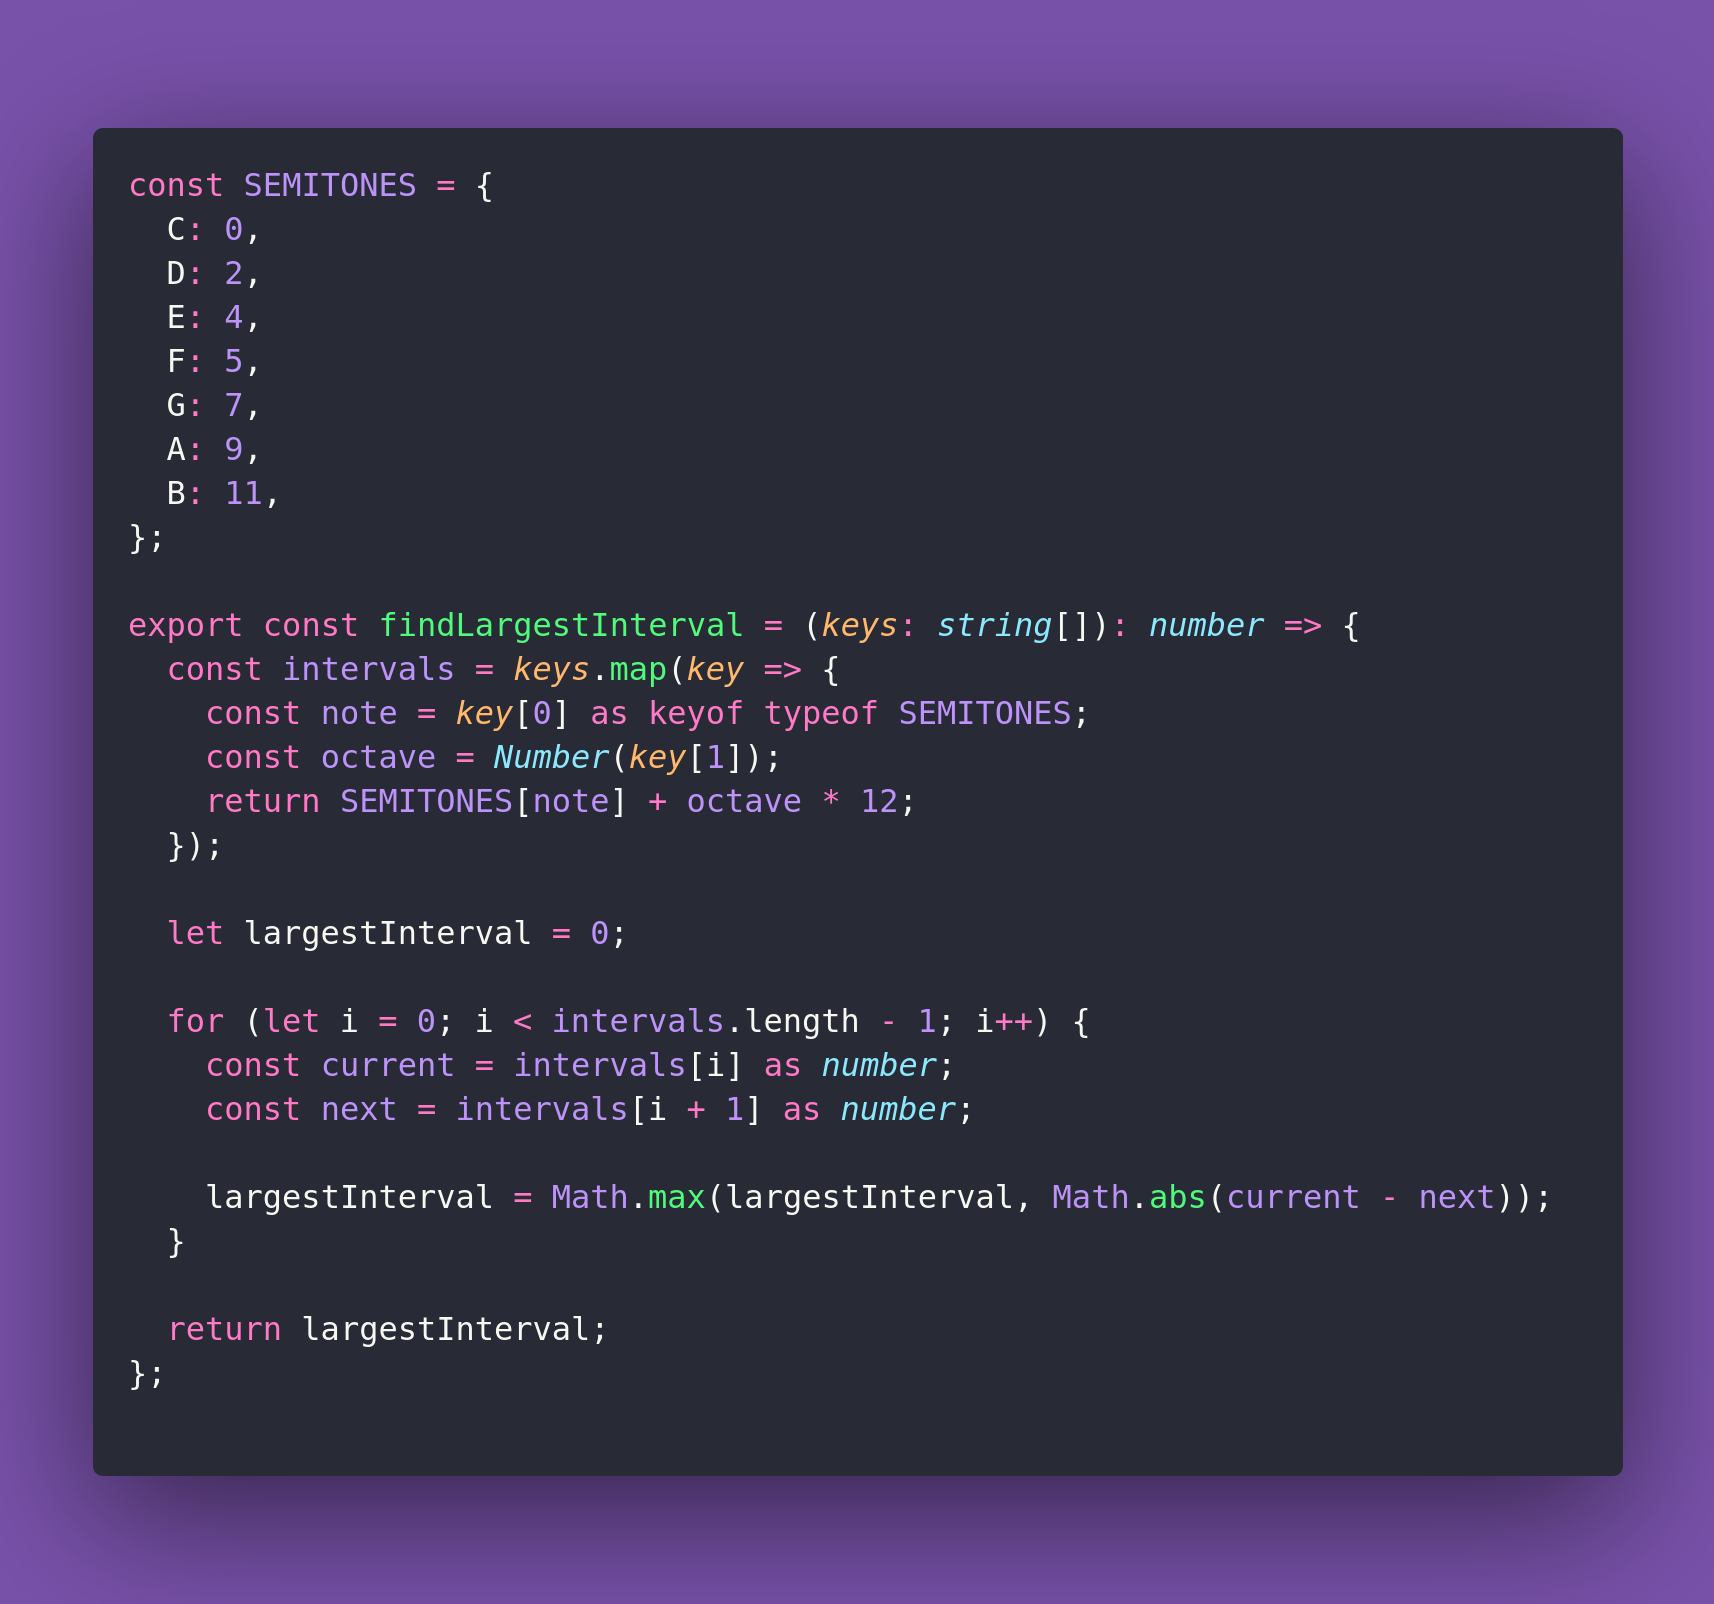 const SEMITONES = {
  C: 0,
  D: 2,
  E: 4,
  F: 5,
  G: 7,
  A: 9,
  B: 11,
};

export const findLargestInterval = (keys: string[]): number => {
  const intervals = keys.map(key => {
    const note = key[0] as keyof typeof SEMITONES;
    const octave = Number(key[1]);
    return SEMITONES[note] + octave * 12;
  });

  let largestInterval = 0;

  for (let i = 0; i < intervals.length - 1; i++) {
    const current = intervals[i] as number;
    const next = intervals[i + 1] as number;

    largestInterval = Math.max(largestInterval, Math.abs(current - next));
  }

  return largestInterval;
};